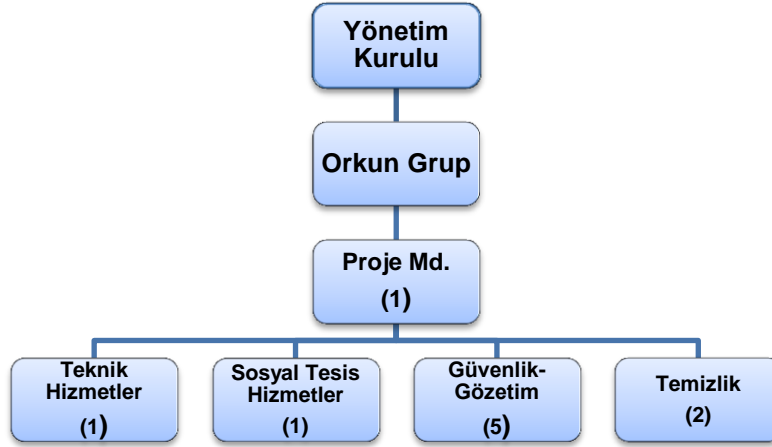 Yönetim
Kurulu
Orkun Grup
Proje Md.
(1)
Teknik
Hizmetler
(1)
Sosyal Tesis
Hizmetler
(1)
Güvenlik-
Gözetim
(5)
Temizlik
(2)